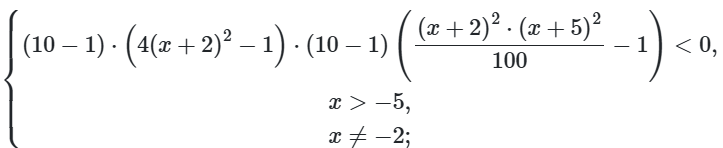 (10 − 1) · (4(x + 2)² − 1) · (10 − 1) ((x + 2)² · (x + 5)² / 100 − 1) < 0,
x > −5,
x ≠ −2;